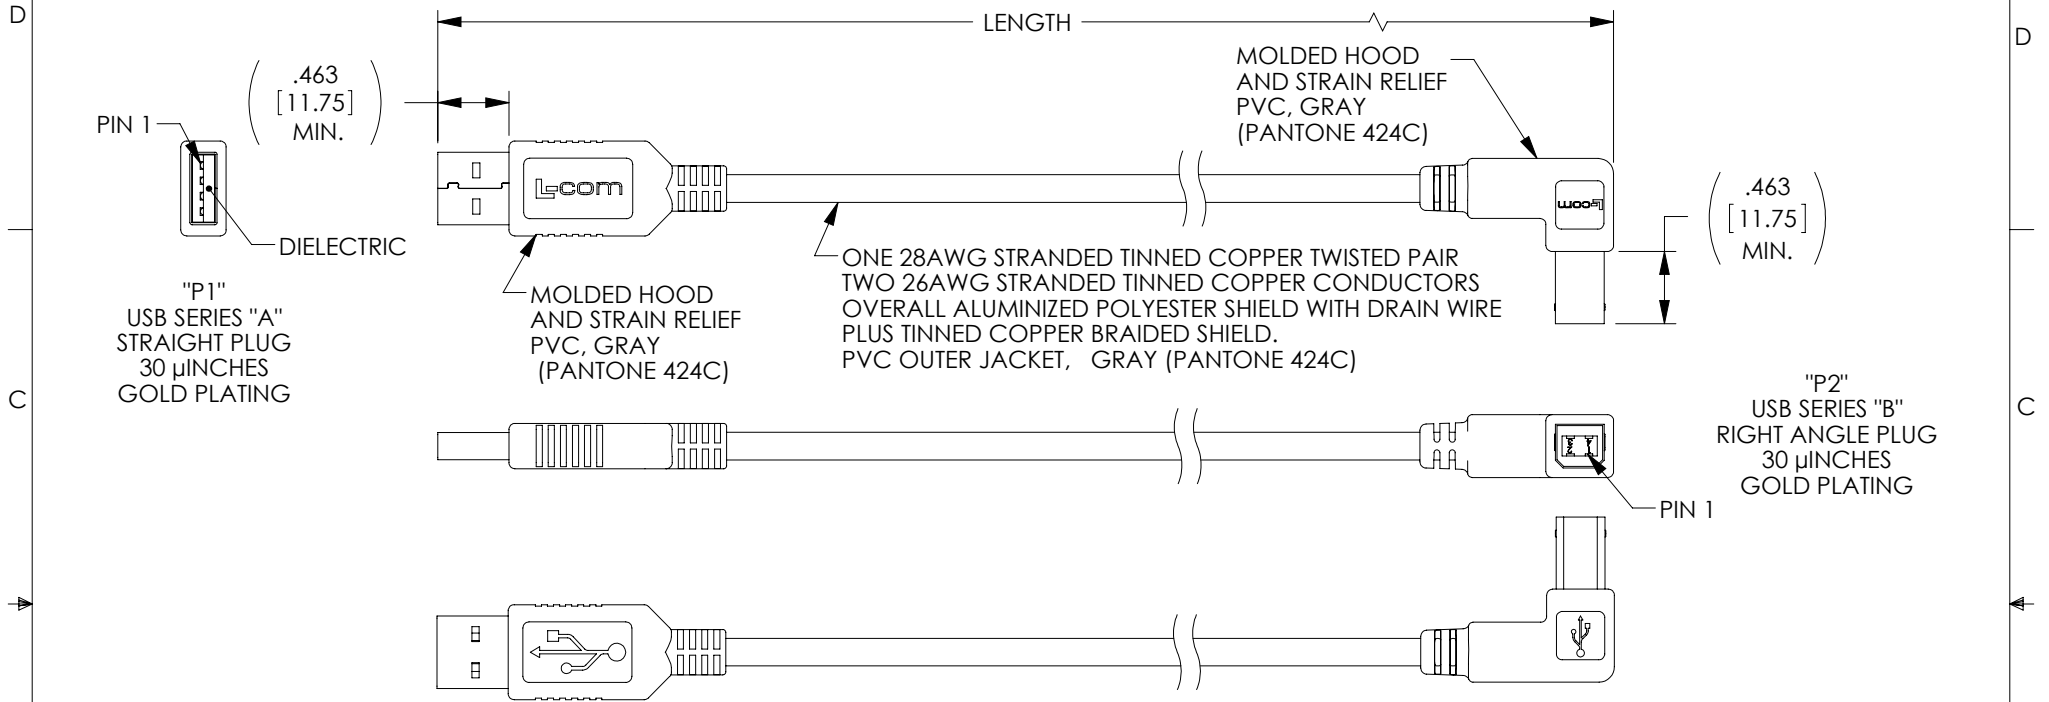 D
LENGTH
D
.463
[11.75]
MIN.
PIN 1
DIELECTRIC
"P1"
USB SERIES "A"
STRAIGHT PLUG
30 µINCHES
GOLD PLATING
L-com
MOLDED HOOD
AND STRAIN RELIEF
PVC, GRAY
(PANTONE 424C)
ONE 28AWG STRANDED TINNED COPPER TWISTED PAIR
TWO 26AWG STRANDED TINNED COPPER CONDUCTORS
OVERALL ALUMINIZED POLYESTER SHIELD WITH DRAIN WIRE
PLUS TINNED COPPER BRAIDED SHIELD.
PVC OUTER JACKET, GRAY (PANTONE 424C)
MOLDED HOOD
AND STRAIN RELIEF
PVC, GRAY
(PANTONE 424C)
L-com
.463
[11.75]
MIN.
"P2"
USB SERIES "B"
RIGHT ANGLE PLUG
30 µINCHES
GOLD PLATING
PIN 1
C
C